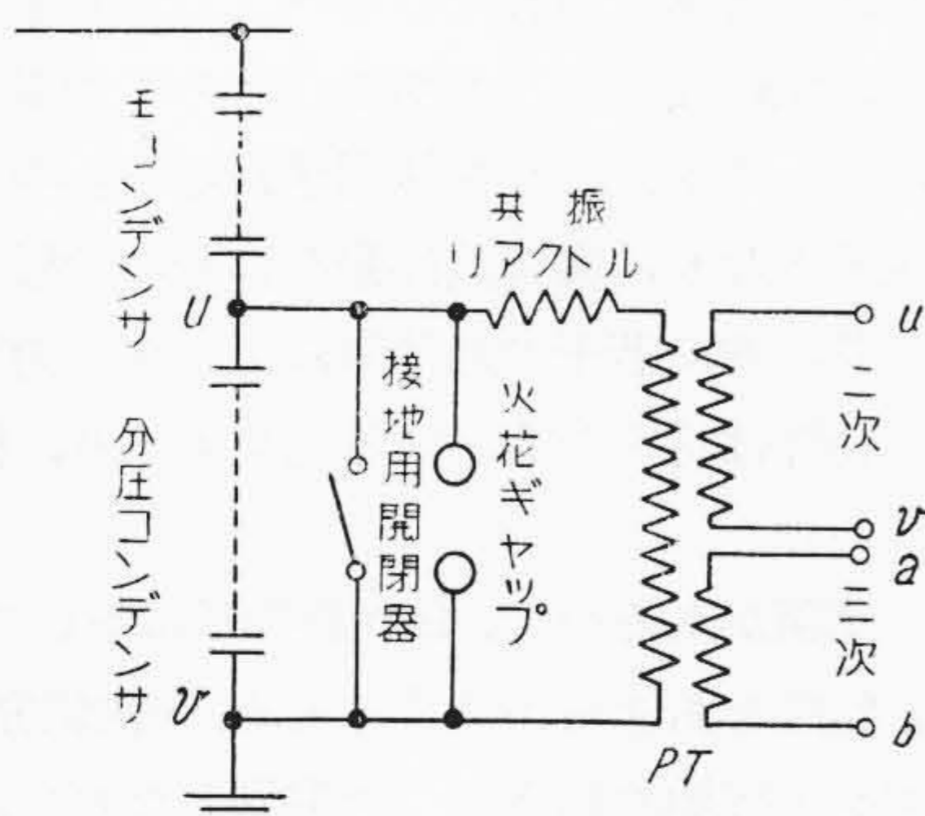 主コンデンサ
共振
リアクトル
U
u
接地用開閉器
火花ギャップ
二次
分圧コンデンサ
v
a
三次
V
b
PT